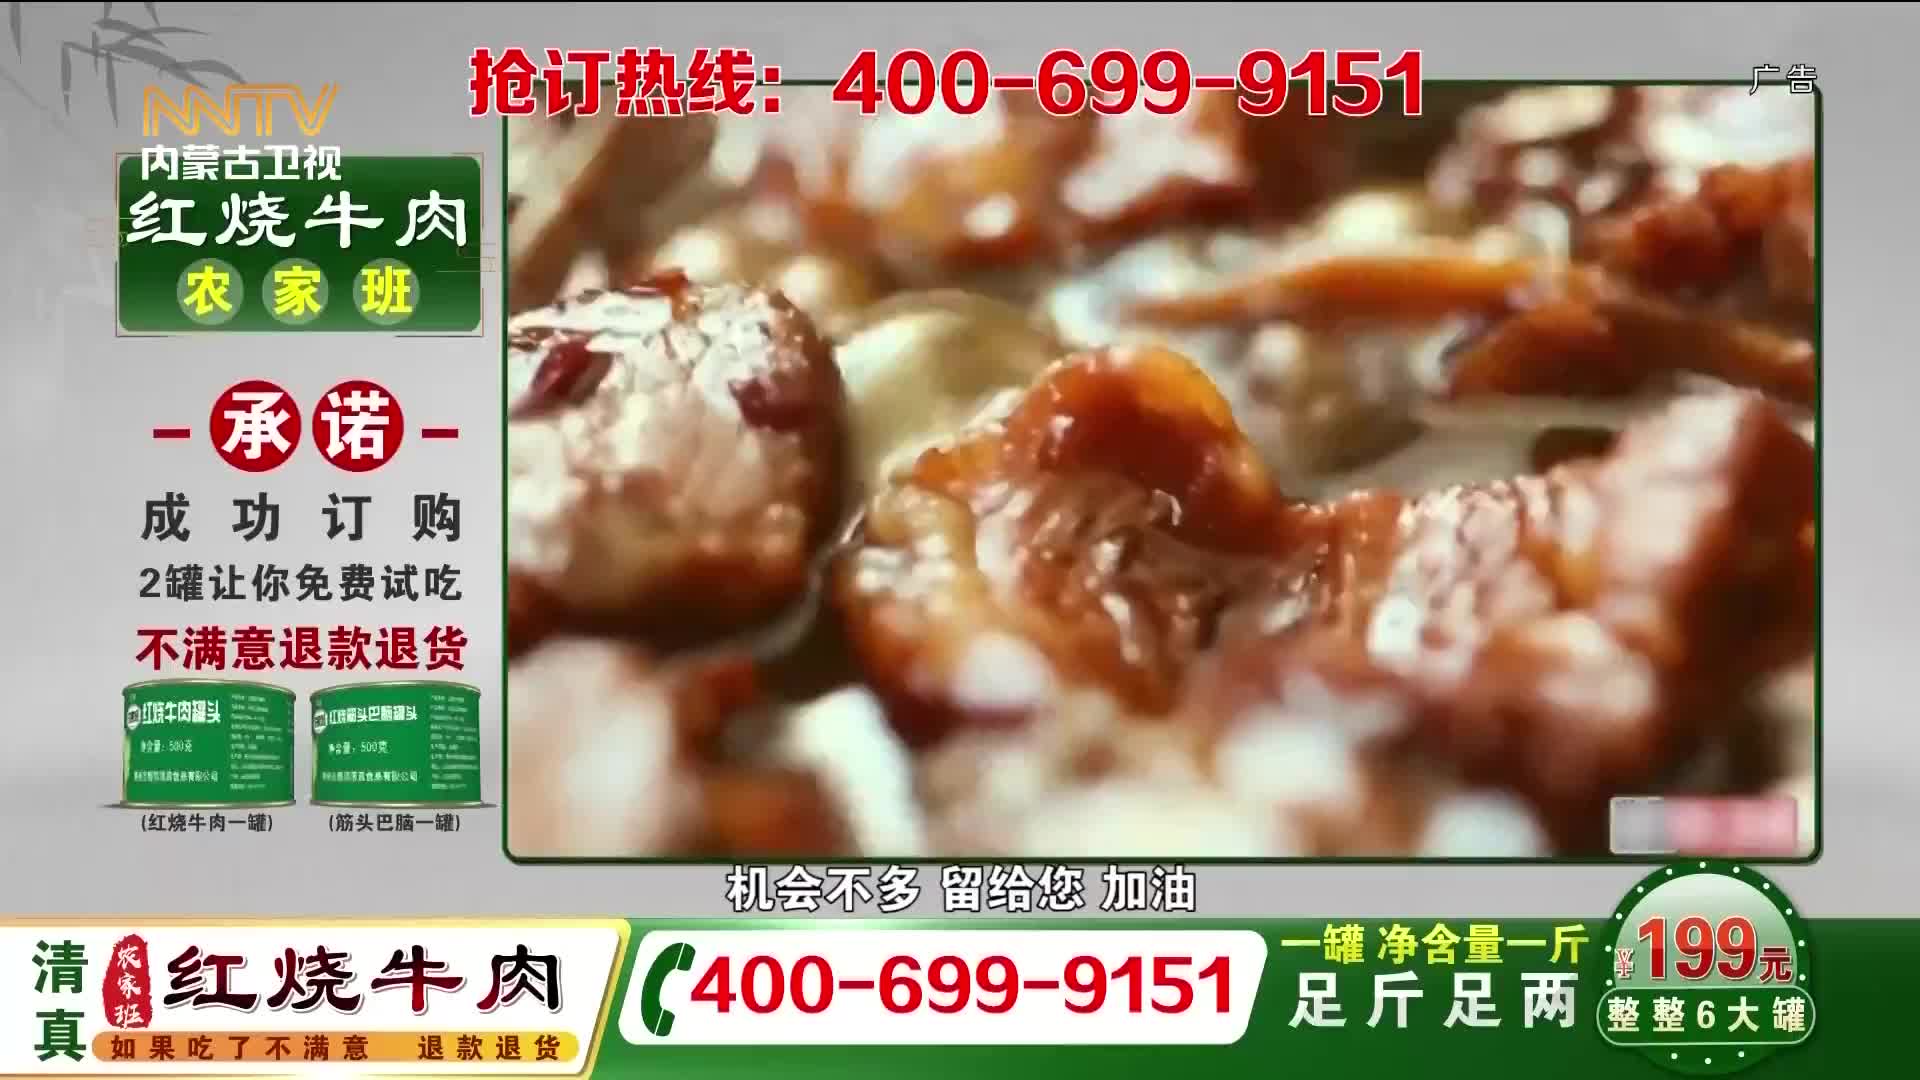 抢订热线：400-699-9151
广告
NNTV
内蒙古卫视
红烧牛肉
农家班
承诺
成功订购
2罐让你免费试吃
不满意退款退货
红烧牛肉罐头
净含量：500克
红烧筋头巴脑罐头
净含量：500克
(红烧牛肉一罐)
(筋头巴脑一罐)
机会不多 留给您 加油
清真
农家班
红烧牛肉
如果吃了不满意 退款退货
400-699-9151
一罐 净含量一斤
足斤足两
¥199元
整整6大罐